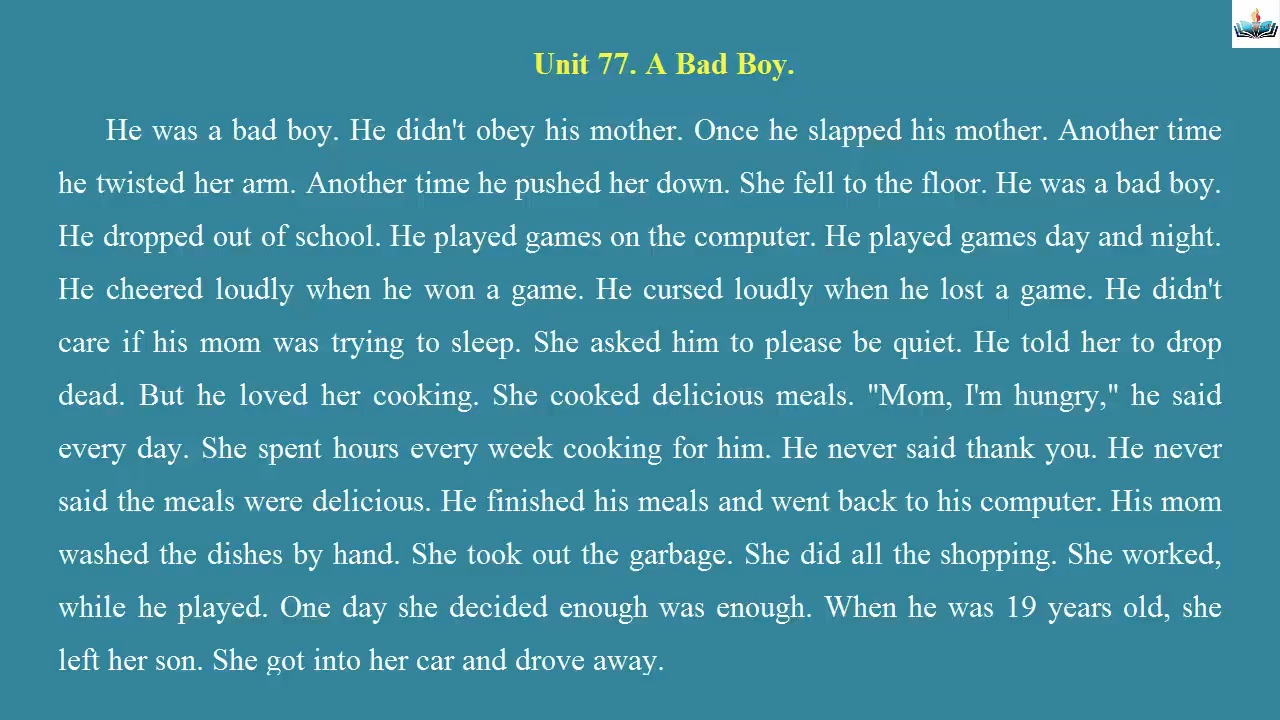 Unit 77. A Bad Boy.
He was a bad boy. He didn't obey his mother. Once he slapped his mother. Another time
he twisted her arm. Another time he pushed her down. She fell to the floor. He was a bad boy.
He dropped out of school. He played games on the computer. He played games day and night.
He cheered loudly when he won a game. He cursed loudly when he lost a game. He didn't
care if his mom was trying to sleep. She asked him to please be quiet. He told her to drop
dead. But he loved her cooking. She cooked delicious meals. "Mom, I'm hungry," he said
every day. She spent hours every week cooking for him. He never said thank you. He never
said the meals were delicious. He finished his meals and went back to his computer. His mom
washed the dishes by hand. She took out the garbage. She did all the shopping. She worked,
while he played. One day she decided enough was enough. When he was 19 years old, she
left her son. She got into her car and drove away.